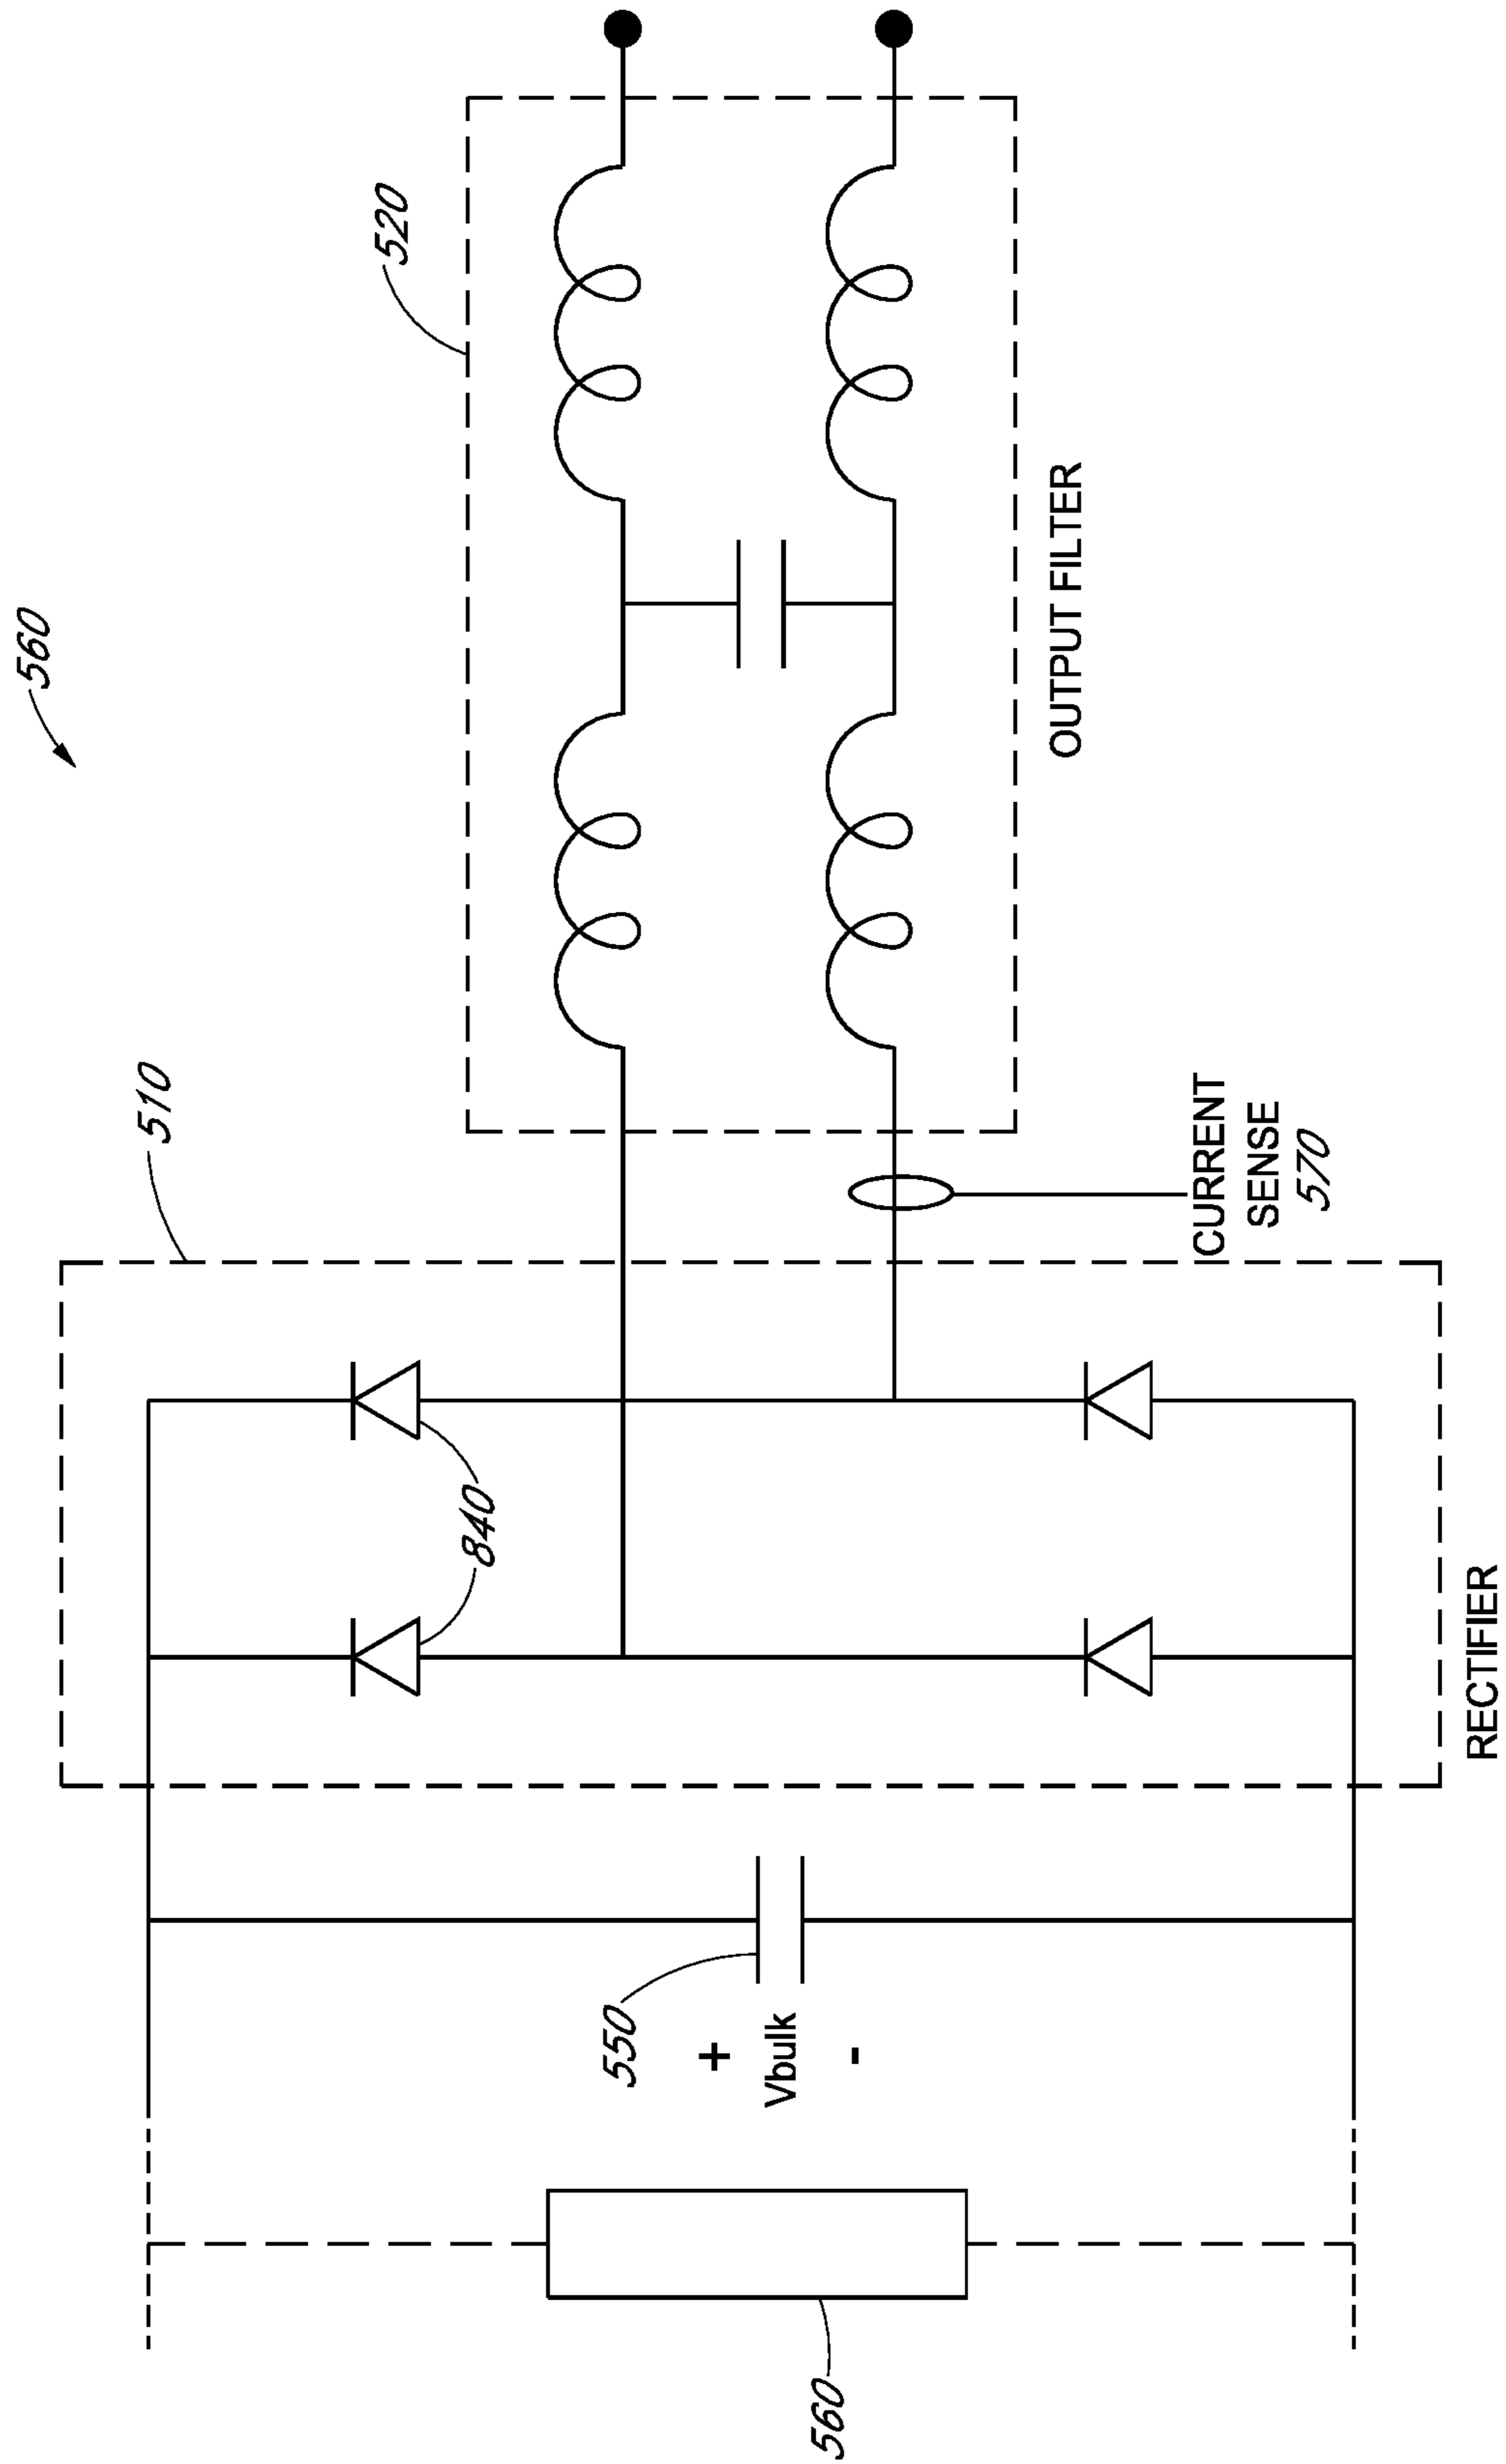 560
520
510
OUTPUT FILTER
CURRENT
SENSE
570
840
RECTIFIER
550
+
Vbulk
-
560